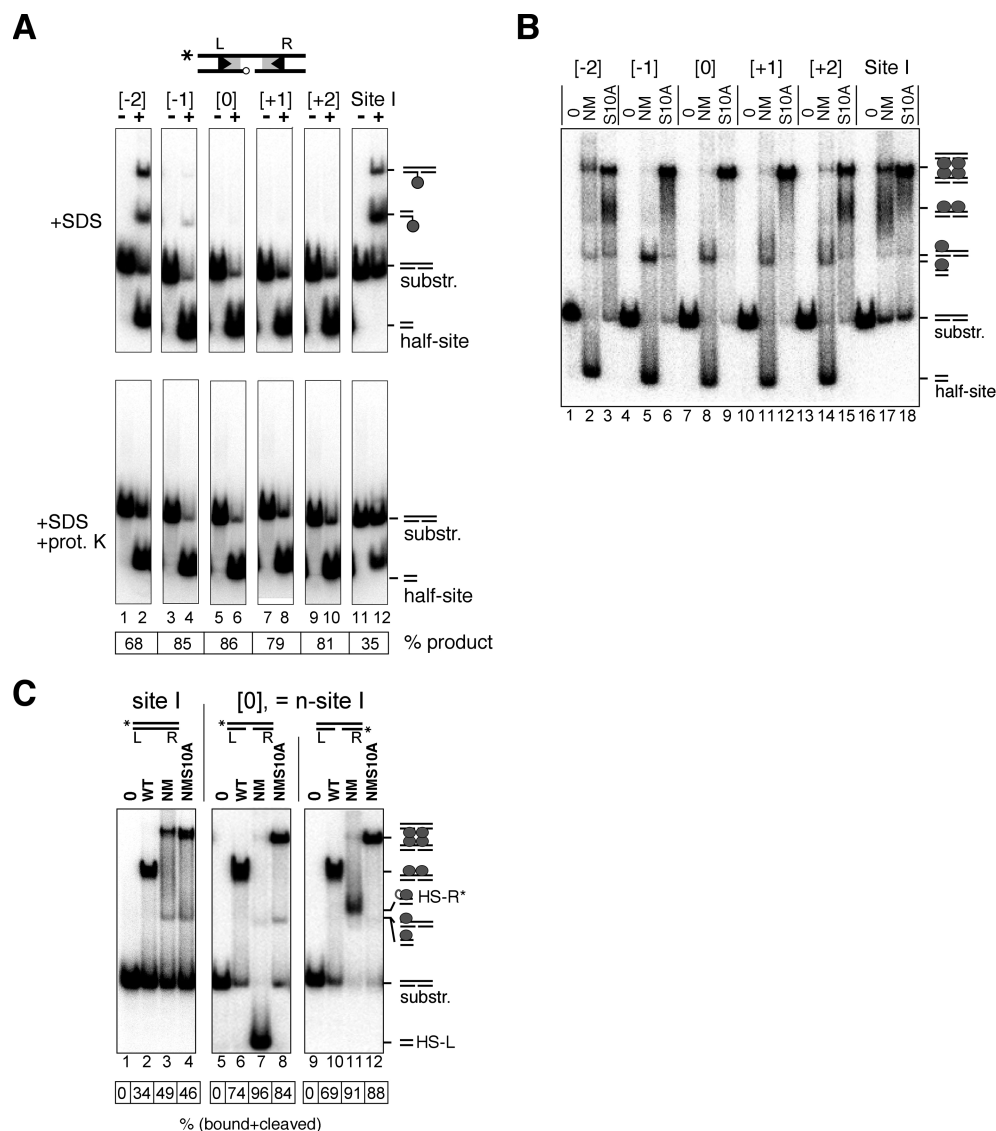 A
* L R
[-2] [-1] [0] [+1] [+2] Site I
- + - + - + - + - + - +
+SDS
substr.
half-site
+SDS
+prot. K
substr.
half-site
1 2 3 4 5 6 7 8 9 10 11 12
68 85 86 79 81 35 % product
B
[-2] [-1] [0] [+1] [+2] Site I
0 NM S10A 0 NM S10A 0 NM S10A 0 NM S10A 0 NM S10A 0 NM S10A
substr.
half-site
1 2 3 4 5 6 7 8 9 10 11 12 13 14 15 16 17 18
C
site I [0], = n-site I
* * 
L R L R L R *
0 WT NM NMS10A 0 WT NM NMS10A 0 WT NM NMS10A
HS-R*
substr.
HS-L
1 2 3 4 5 6 7 8 9 10 11 12
0 34 49 46 0 74 96 84 0 69 91 88
% (bound+cleaved)